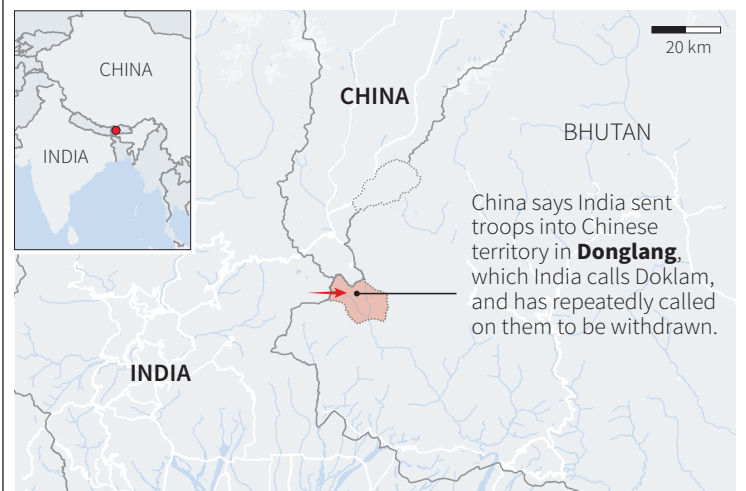 CHINA
INDIA
20 km
CHINA
BHUTAN
China says India sent
troops into Chinese
territory in Donglang,
which India calls Doklam,
and has repeatedly called
on them to be withdrawn.
INDIA